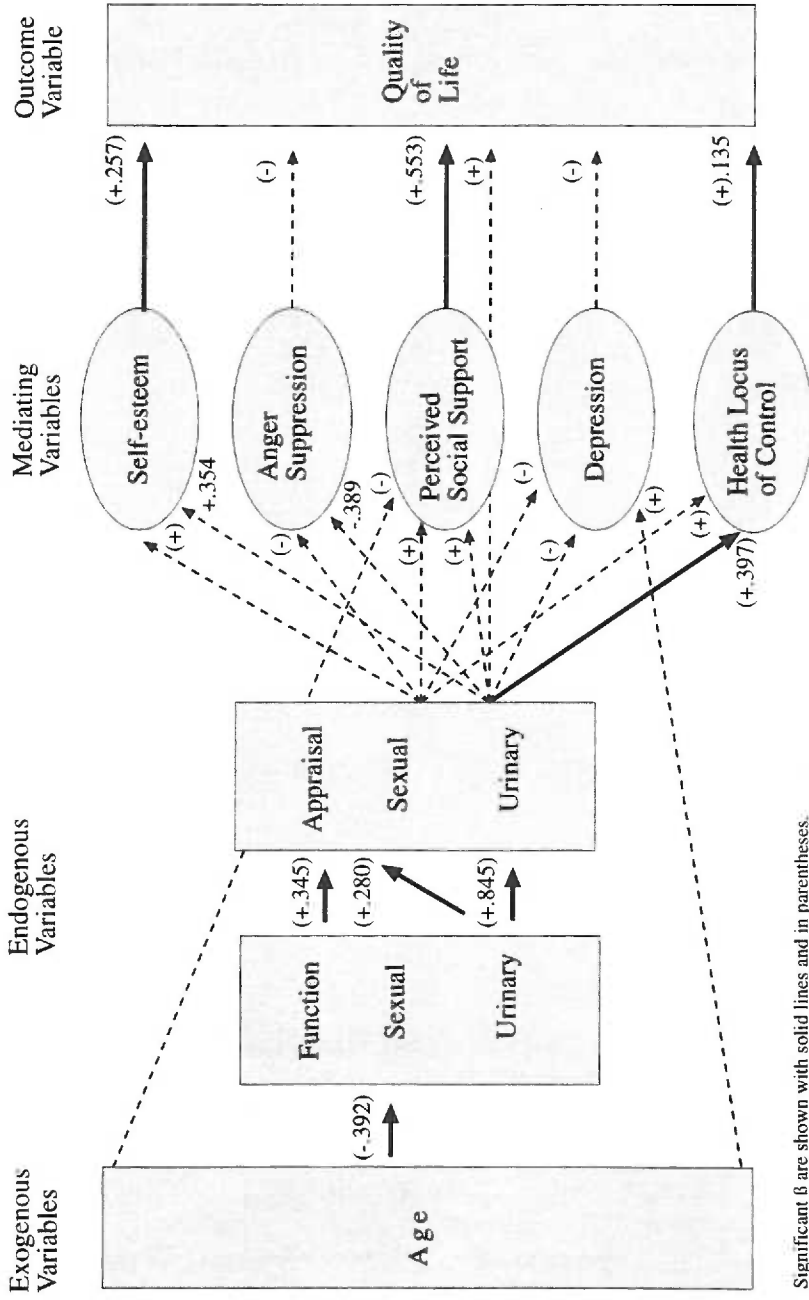 Exogenous
Variables
Endogenous
Variables
Mediating
Variables
Outcome
Variable
Age
(-.392)
Function
Sexual
Urinary
(+.345)
(+.280)
(+.845)
Appraisal
Sexual
Urinary
(+)
+.354
(-)
-.389
(-)
(+)
(+)
(-)
(-)
(+)
(+)
(+.397)
Self-esteem
Anger
Suppression
Perceived
Social Support
Depression
Health Locus
of Control
(+.257)
(-)
(+.553)
(+)
(-)
(+).135
Quality
of
Life
Significant ß are shown with solid lines and in parentheses.